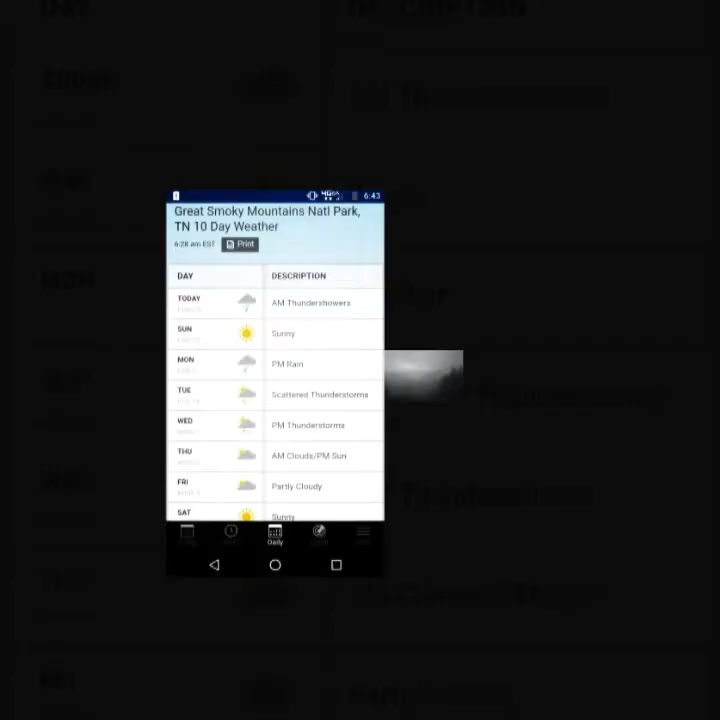 6:43
Great Smoky Mountains Natl Park,
TN 10 Day Weather
6:28 am EST Print
DAY DESCRIPTION
TODAY AM Thundershowers
SUN Sunny
MON PM Rain
TUE Scattered Thunderstorms
WED PM Thunderstorms
THU AM Clouds/PM Sun
FRI Partly Cloudy
SAT Sunny
Daily